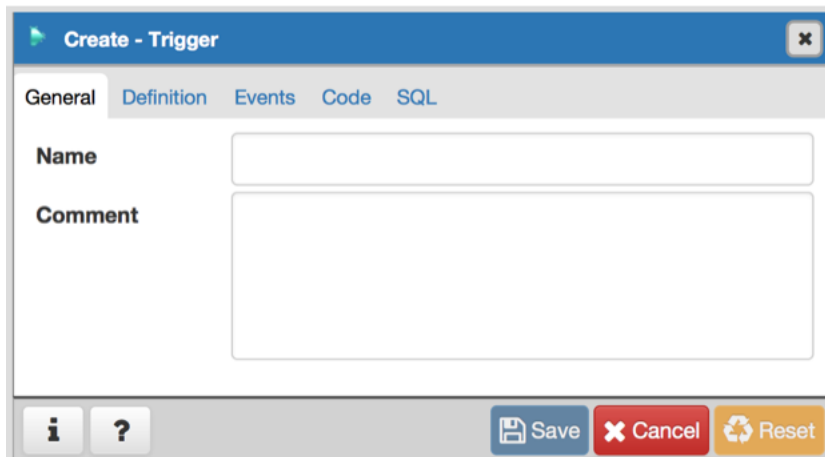 Create - Trigger
General Definition Events Code SQL
Name
Comment
i ? Save Cancel Reset